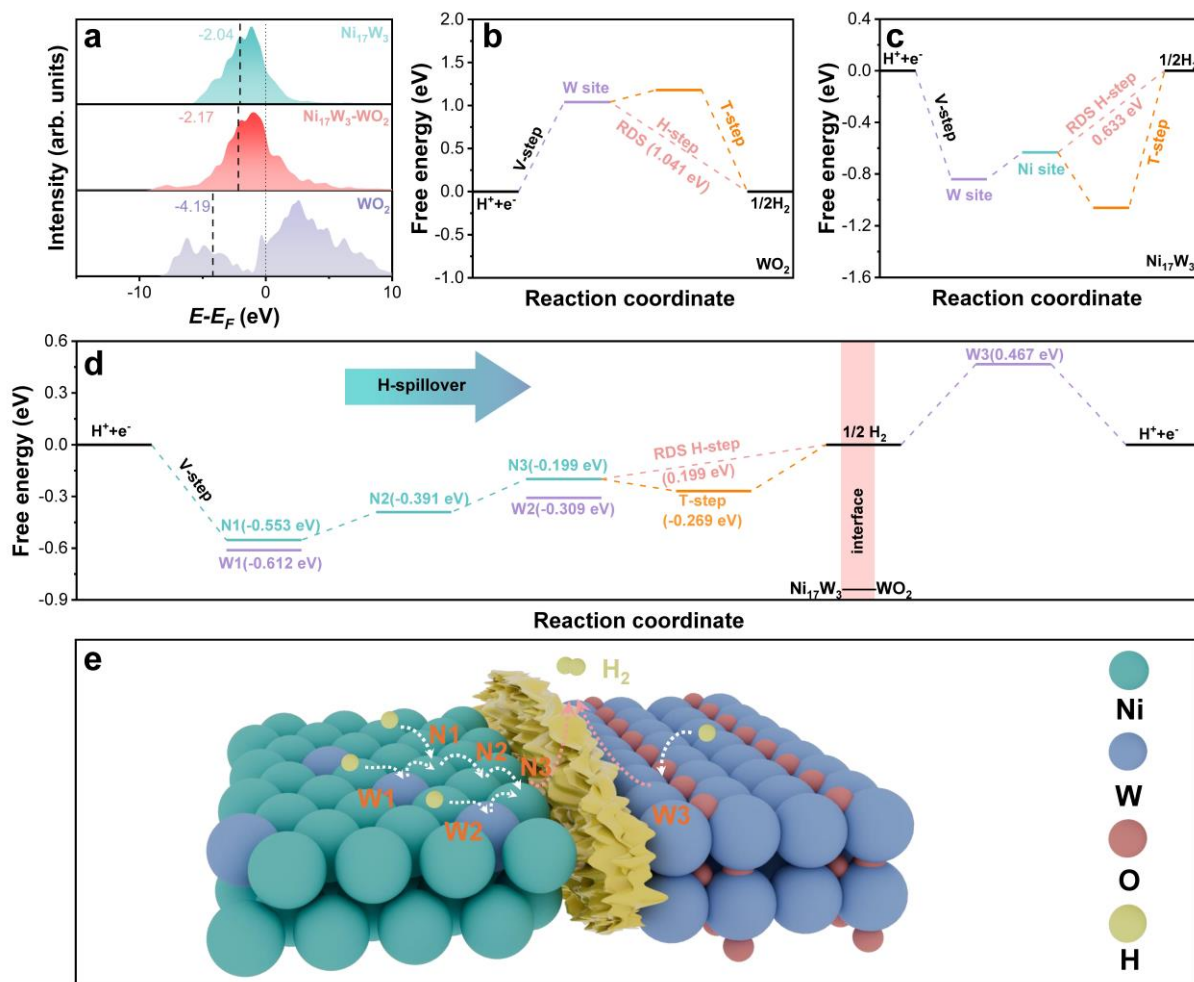 a
-2.04
Ni₁₇W₃
-2.17
Ni₁₇W₃-WO₂
-4.19
WO₂
Intensity (arb. units)
-10
0
10
E-E_F (eV)
b
1.5
1.0
0.5
0.0
-0.5
-1.0
Free energy (eV)
W site
V-step
H-step
RDS (1.041 eV)
T-step
H⁺+e⁻
1/2H₂
WO₂
Reaction coordinate
c
0.4
0.0
-0.4
-0.8
-1.2
-1.6
Free energy (eV)
H⁺+e⁻
1/2H₂
V-step
RDS H-step
0.633 eV
T-step
Ni site
W site
Ni₁₇W₃
Reaction coordinate
d
0.6
0.3
0.0
-0.3
-0.6
-0.9
Free energy (eV)
H-spillover
H⁺+e⁻
V-step
N1(-0.553 eV)
W1(-0.612 eV)
N2(-0.391 eV)
N3(-0.199 eV)
W2(-0.309 eV)
RDS H-step
(0.199 eV)
T-step
(-0.269 eV)
1/2 H₂
interface
W3(0.467 eV)
H⁺+e⁻
Ni₁₇W₃
WO₂
Reaction coordinate
e
H₂
N1
N2
N3
W1
W2
W3
Ni
W
O
H